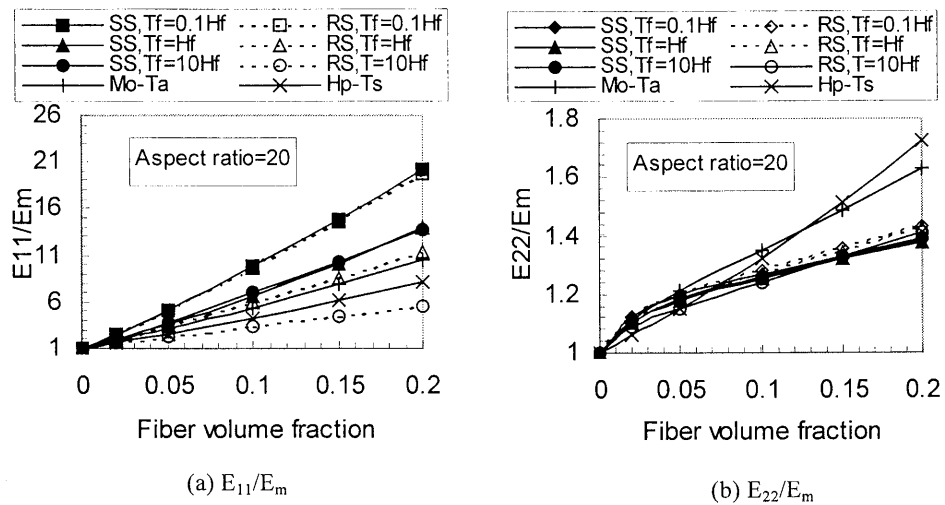 SS,Tf=0.1Hf RS,Tf=0.1Hf
SS,Tf=Hf RS,Tf=Hf
SS,Tf=10Hf RS,T=10Hf
Mo-Ta Hp-Ts
26
21
16
11
6
1
E11/Em
Aspect ratio=20
0 0.05 0.1 0.15 0.2
Fiber volume fraction
(a) E11/Em
SS,Tf=0.1Hf RS,Tf=0.1Hf
SS,Tf=Hf RS,Tf=Hf
SS,Tf=10Hf RS,T=10Hf
Mo-Ta Hp-Ts
1.8
1.6
1.4
1.2
1
E22/Em
Aspect ratio=20
0 0.05 0.1 0.15 0.2
Fiber volume fraction
(b) E22/Em